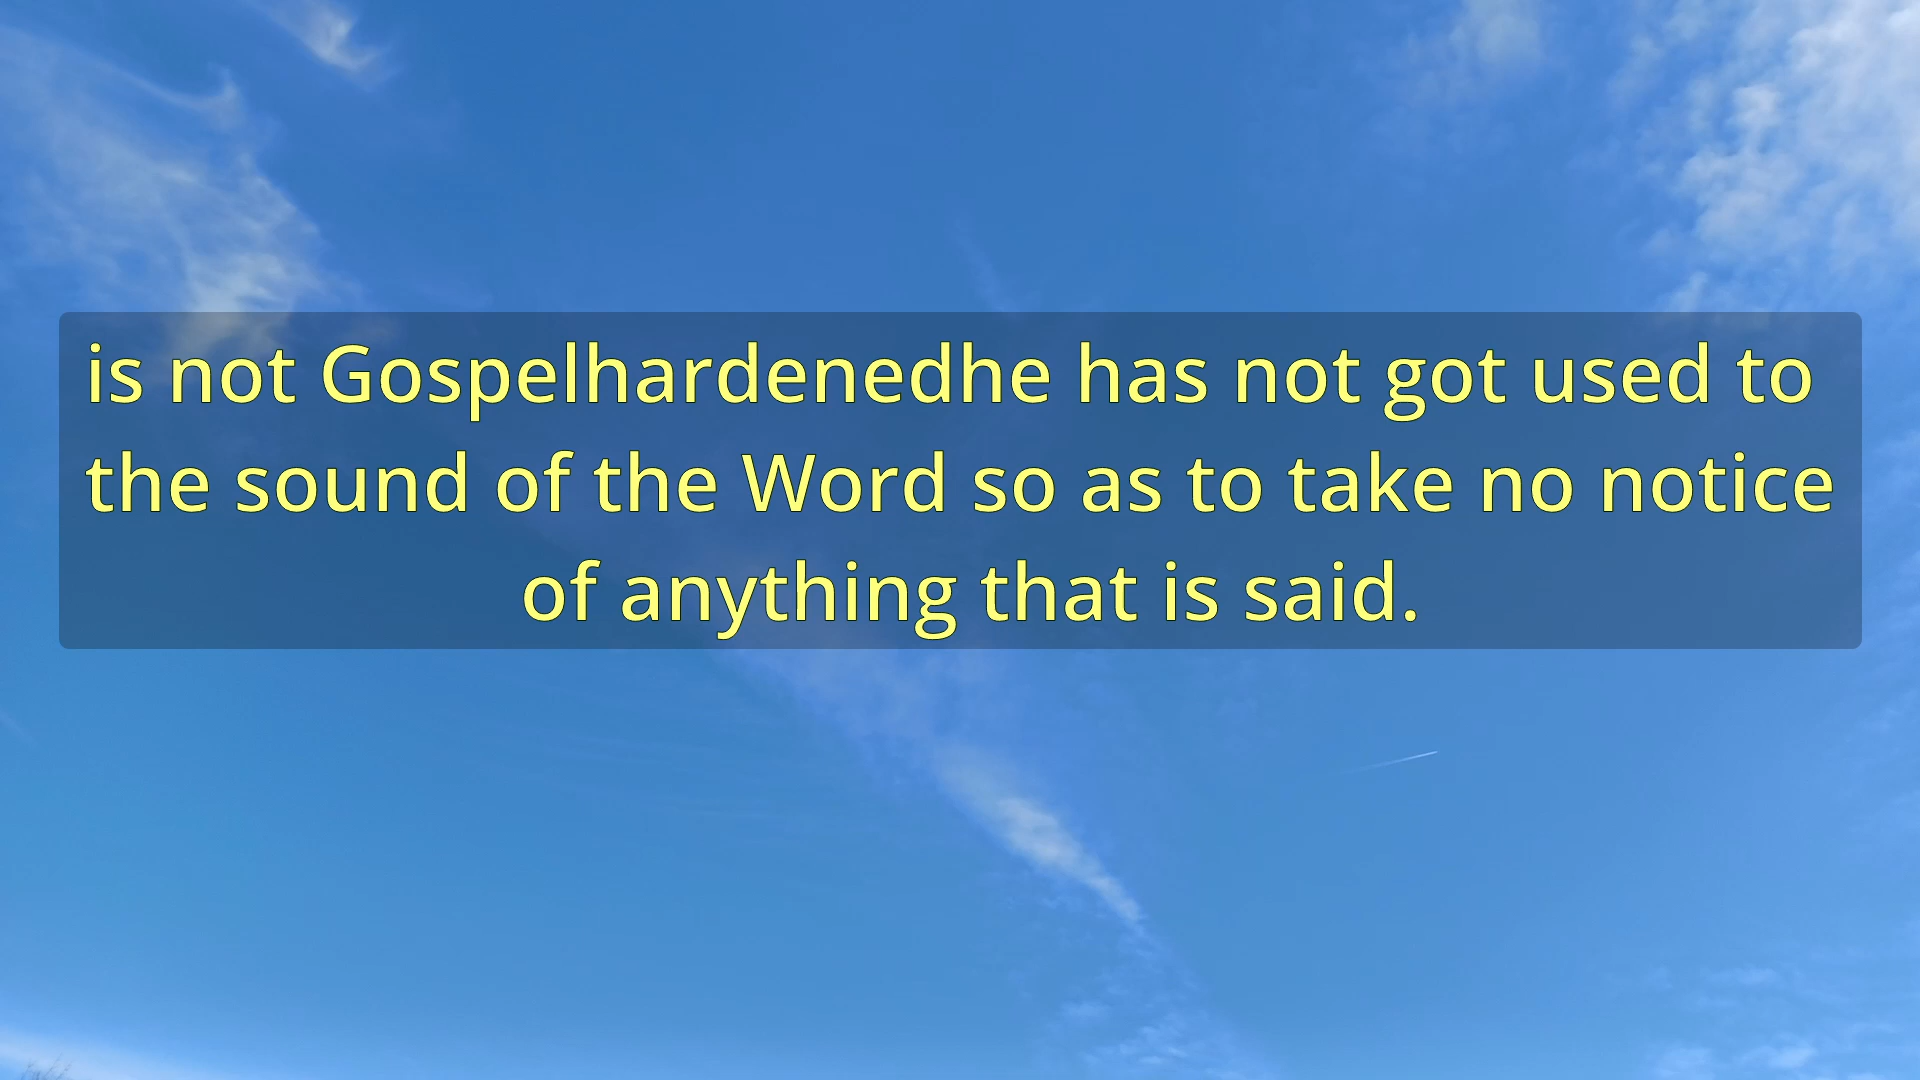 is not Gospelhardenedhe has not got used to
the sound of the Word so as to take no notice
of anything that is said.